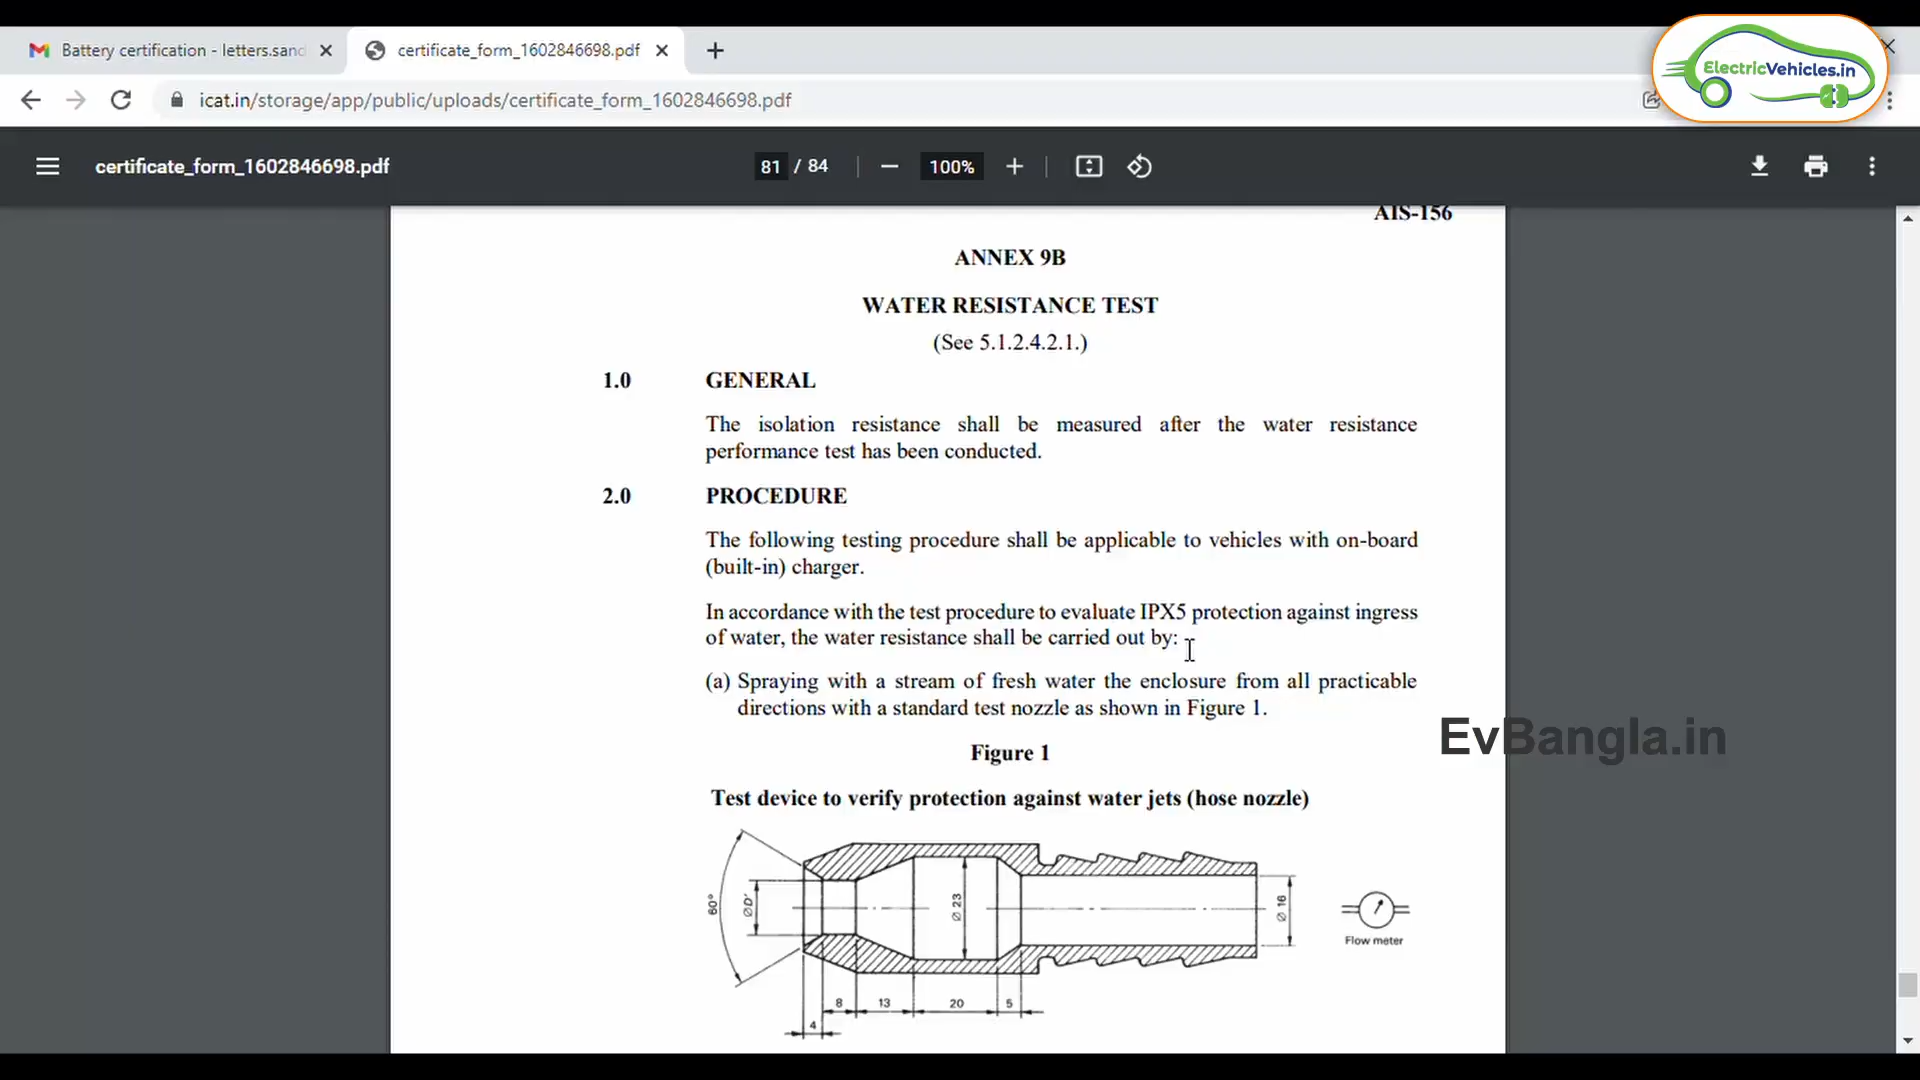 Battery certification - letters.sand
certificate_form_1602846698.pdf
ElectricVehicles.in
icat.in/storage/app/public/uploads/certificate_form_1602846698.pdf
certificate_form_1602846698.pdf
81 / 84
100%
AIS-156
ANNEX 9B
WATER RESISTANCE TEST
(See 5.1.2.4.2.1.)
1.0 GENERAL
The isolation resistance shall be measured after the water resistance
performance test has been conducted.
2.0 PROCEDURE
The following testing procedure shall be applicable to vehicles with on-board
(built-in) charger.
In accordance with the test procedure to evaluate IPX5 protection against ingress
of water, the water resistance shall be carried out by:
(a) Spraying with a stream of fresh water the enclosure from all practicable
directions with a standard test nozzle as shown in Figure 1.
EvBangla.in
Figure 1
Test device to verify protection against water jets (hose nozzle)
60°
ØD'
Ø 23
Ø 16
Flow meter
8 13 20 5
4